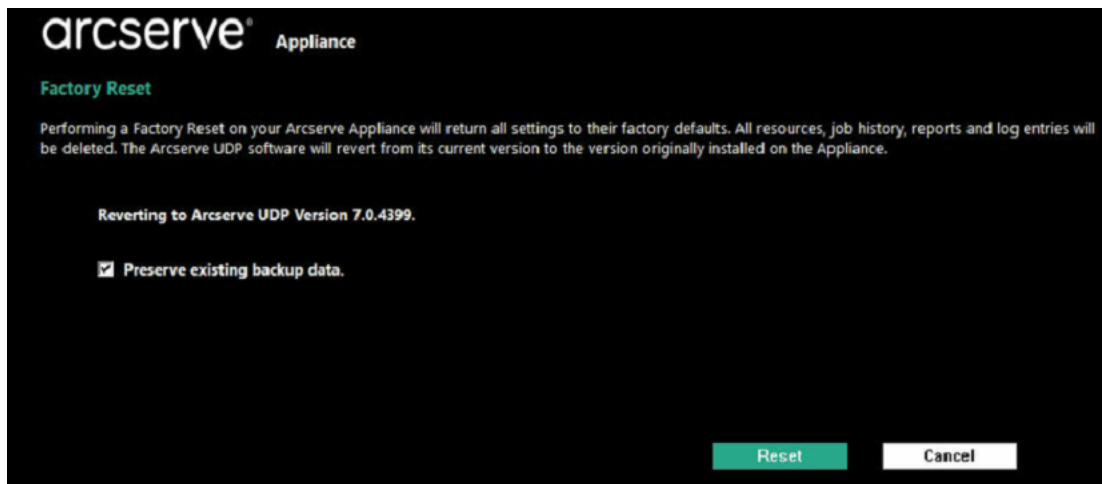 arcserve® Appliance
Factory Reset
Performing a Factory Reset on your Arcserve Appliance will return all settings to their factory defaults. All resources, job history, reports and log entries will
be deleted. The Arcserve UDP software will revert from its current version to the version originally installed on the Appliance.
Reverting to Arcserve UDP Version 7.0.4399.
Preserve existing backup data.
Reset Cancel